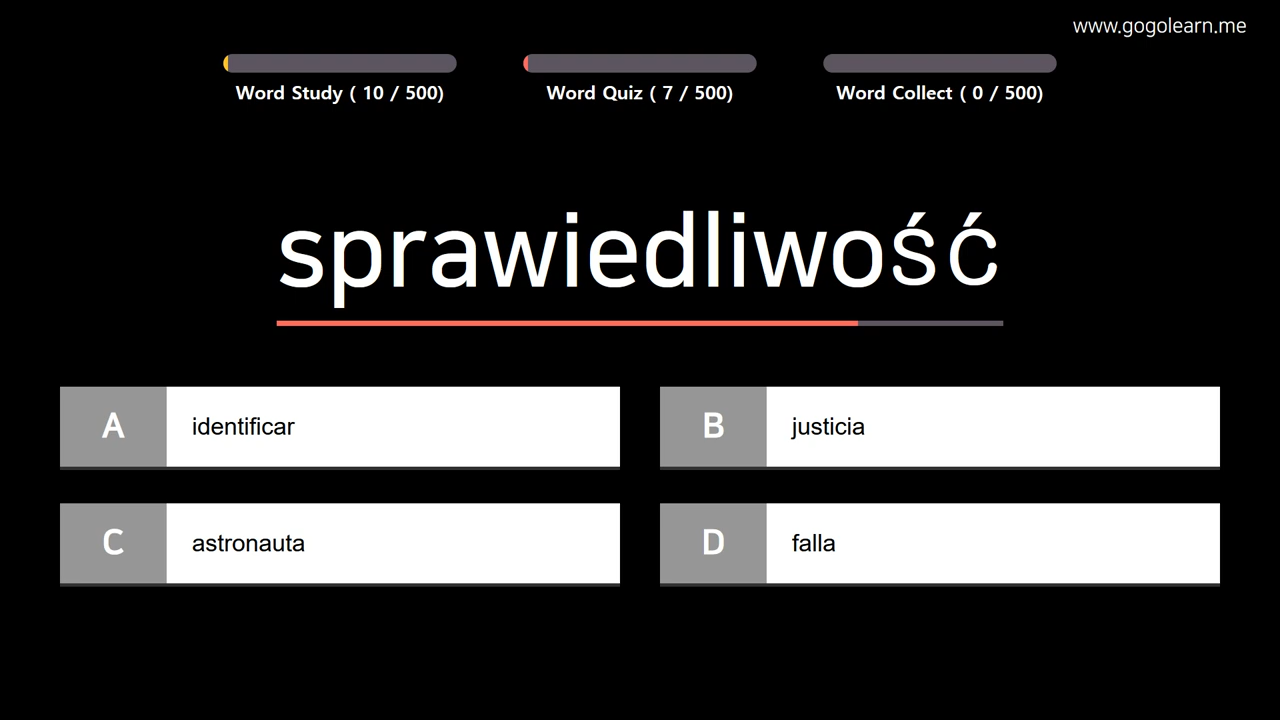 www.gogolearn.me
Word Study ( 10 / 500)
Word Quiz ( 7 / 500)
Word Collect ( 0 / 500)
sprawiedliwość
A identificar
B justicia
C astronauta
D falla